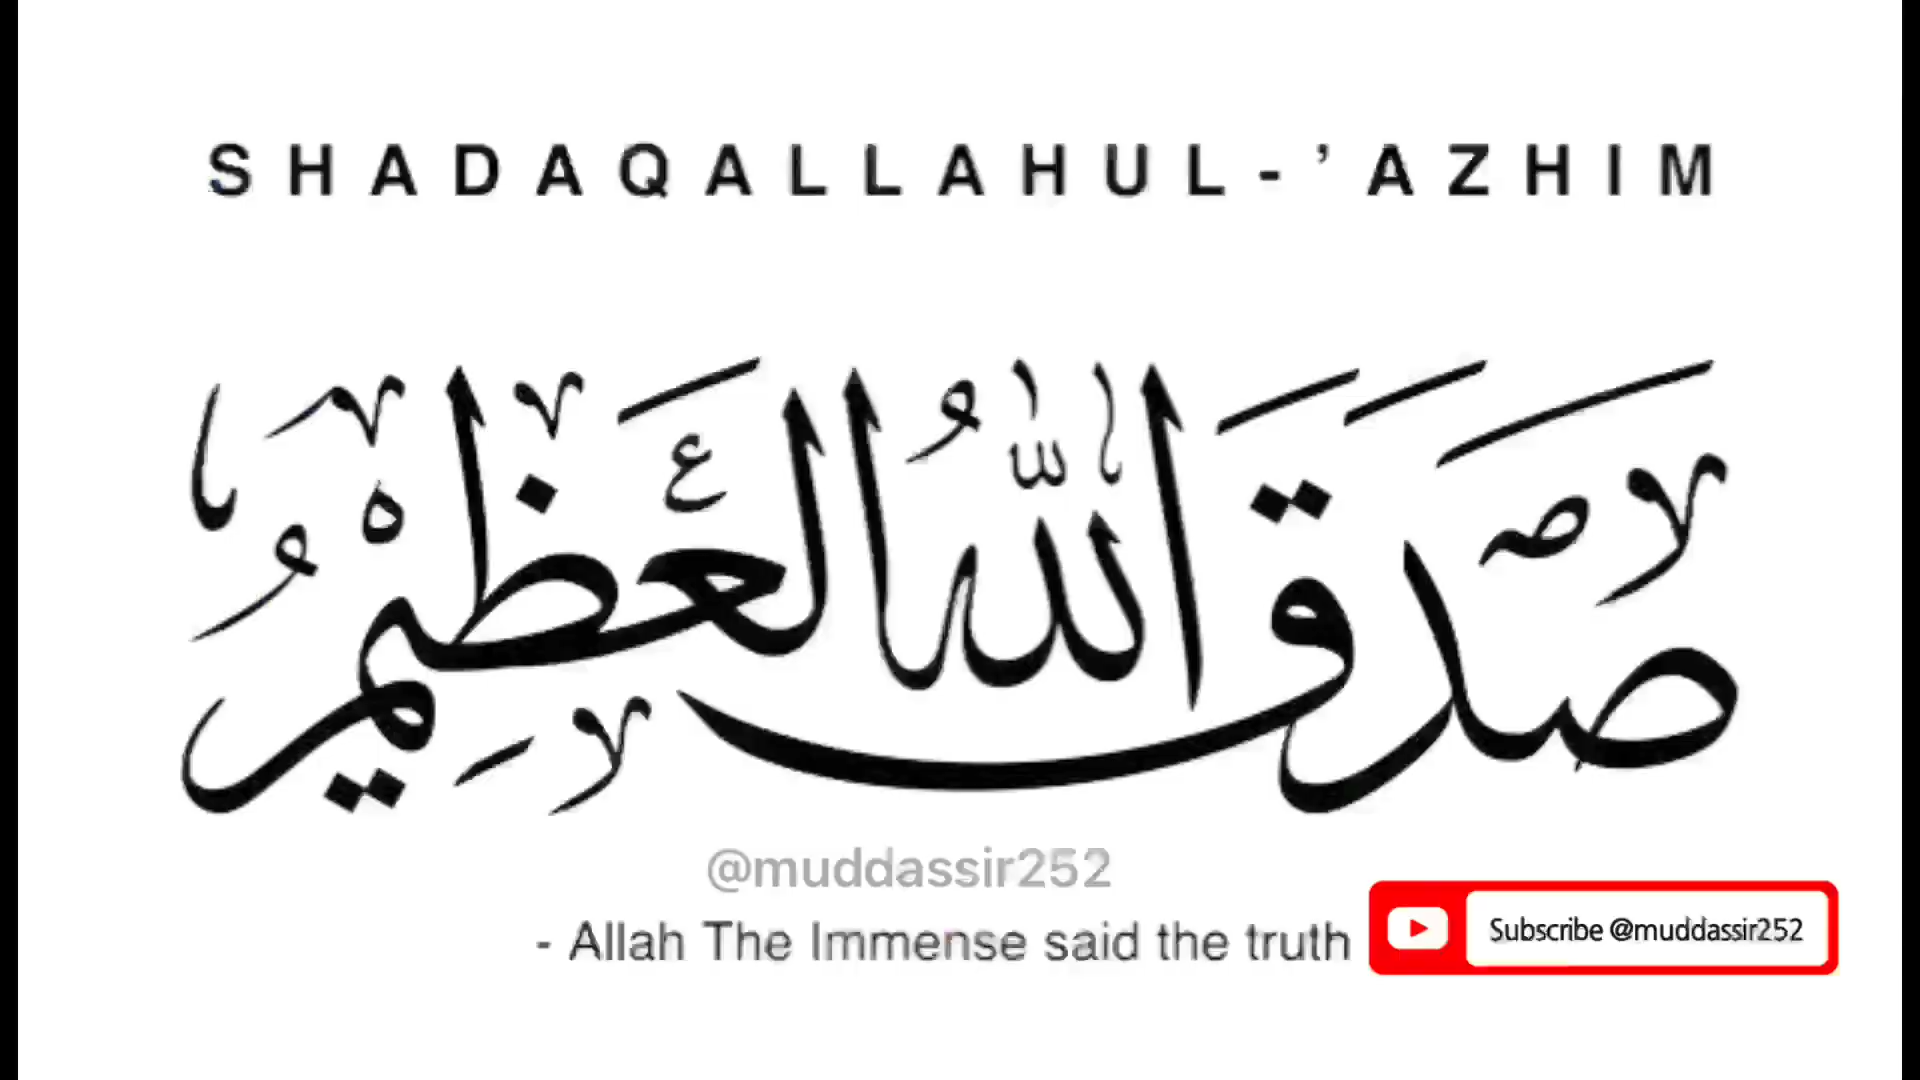 SHADAQALLAHUL-'AZHIM
صَدَقَ اللّٰهُ الْعَظِيْمُ
@muddassir252
- Allah The Immense said the truth
Subscribe @muddassir252